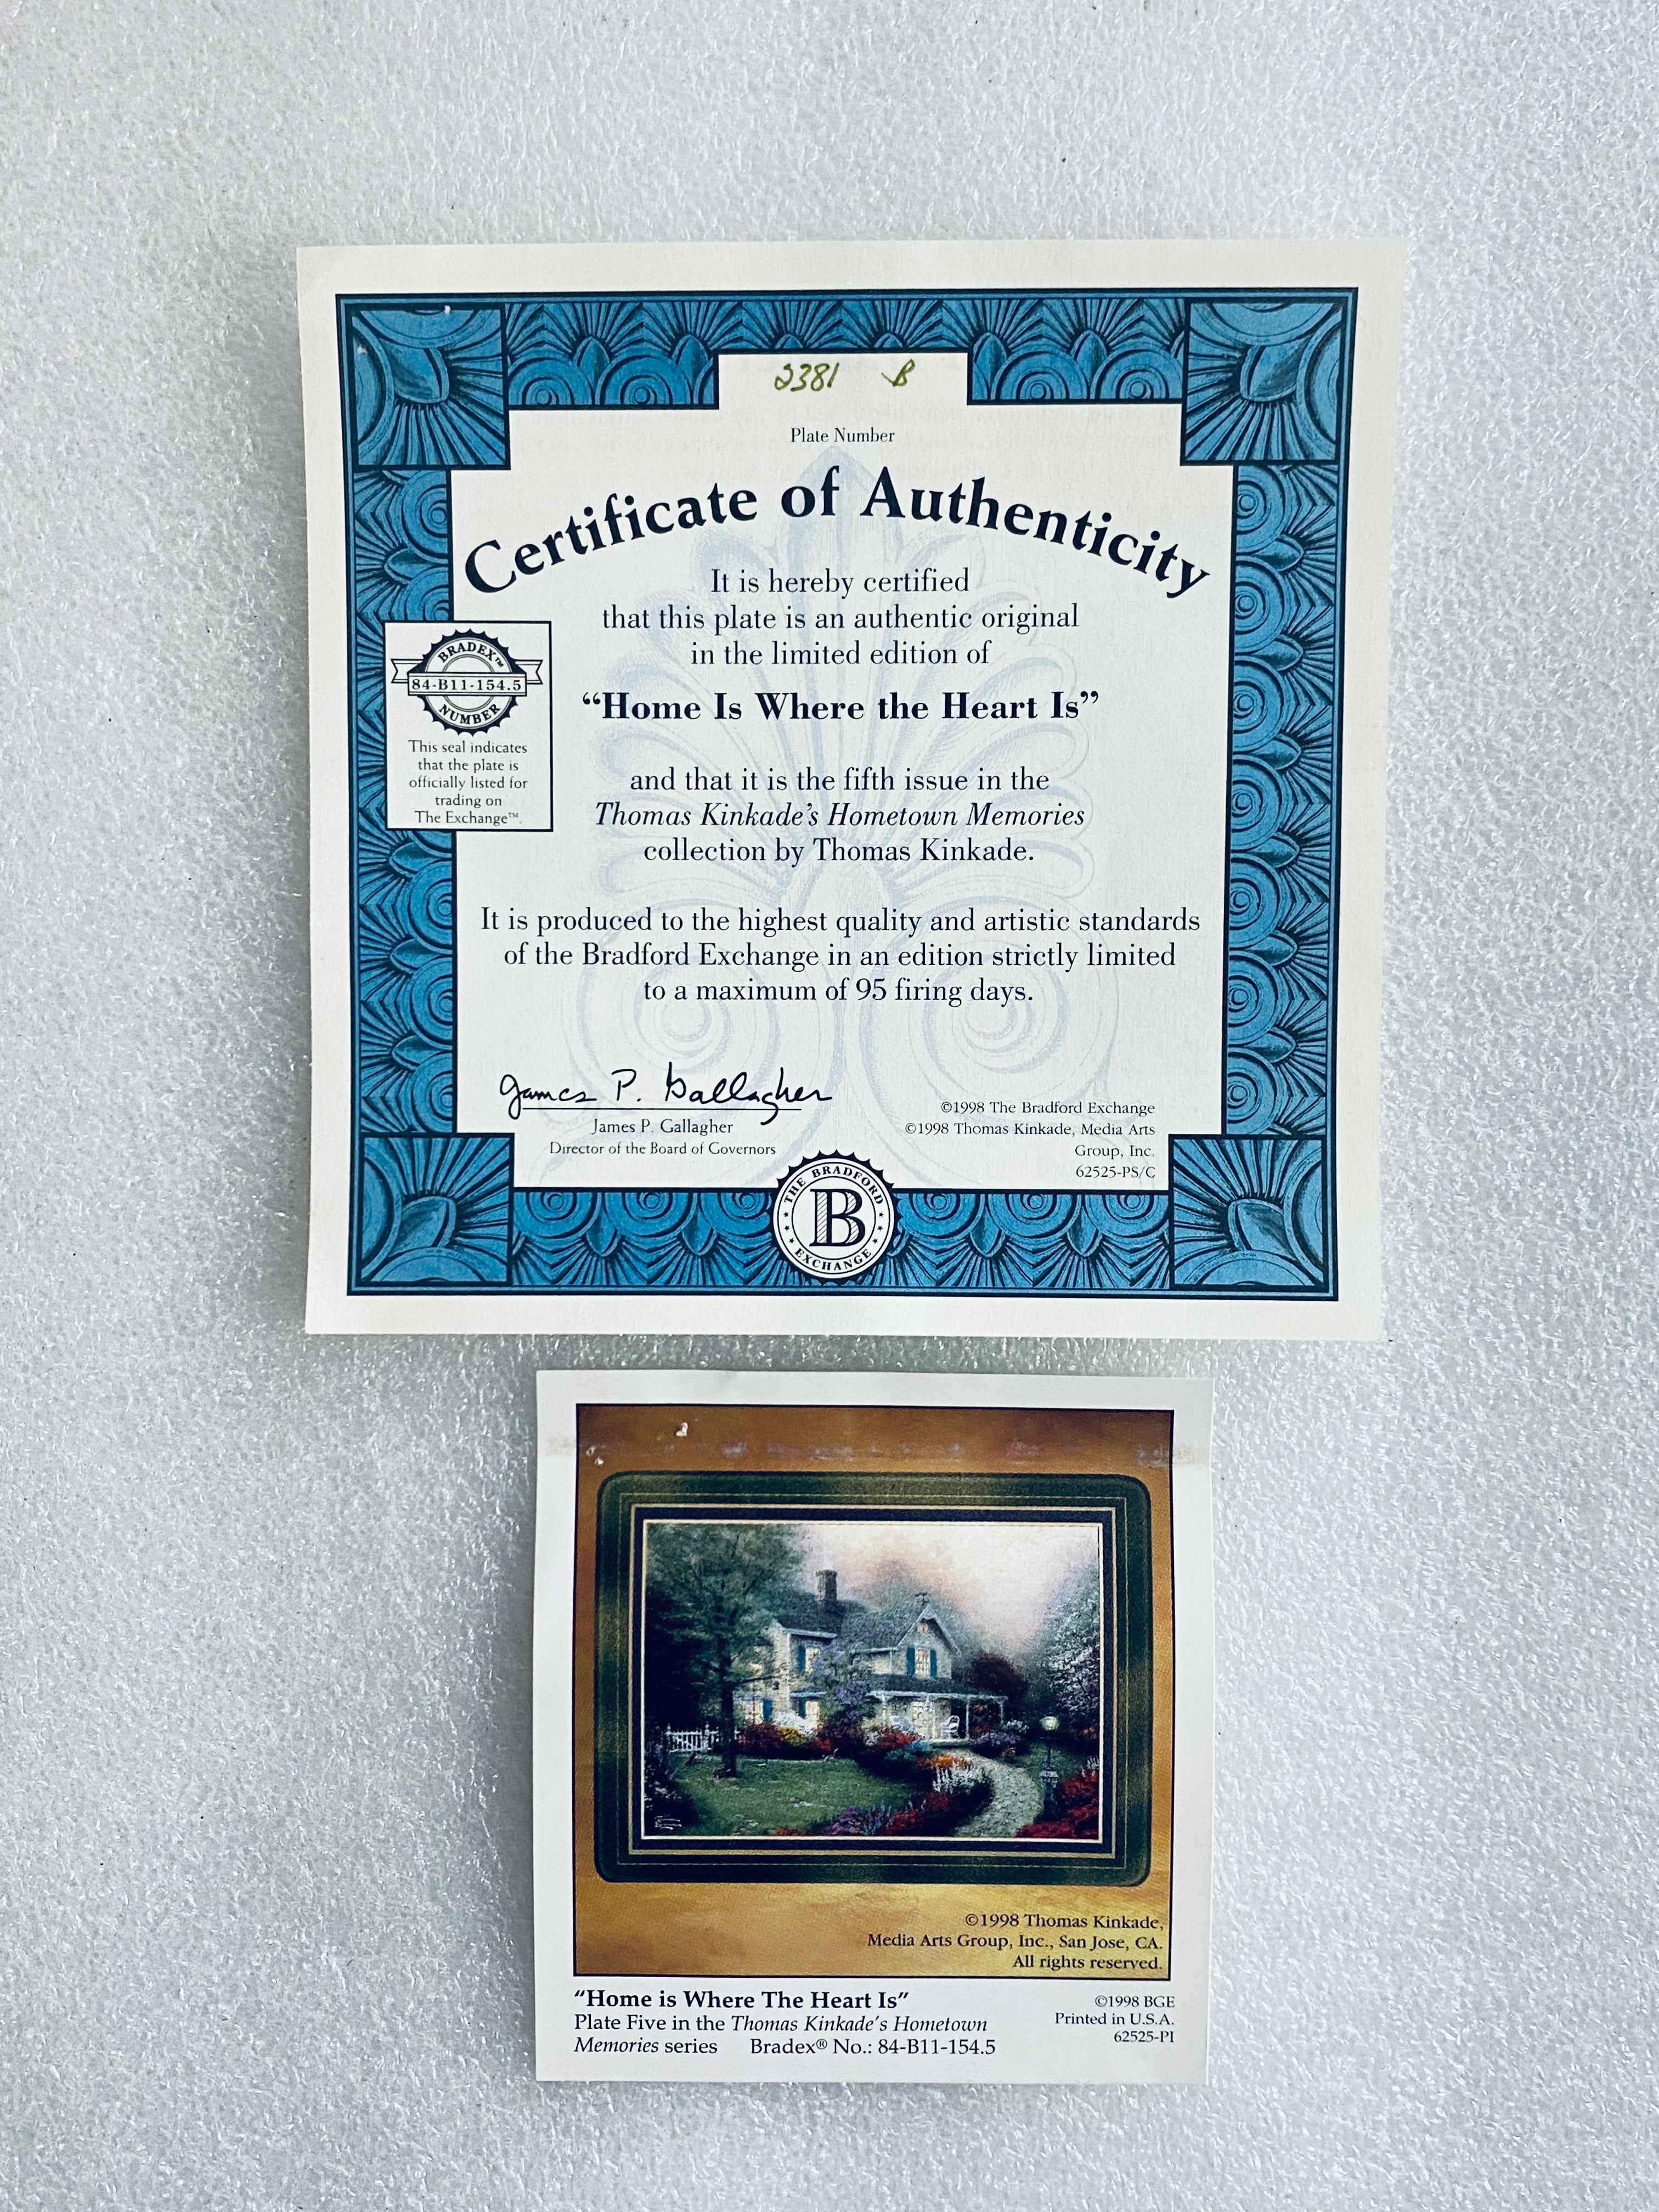 2381 B
Plate Number
Certificate of Authenticity
It is hereby certified
that this plate is an authentic original
in the limited edition of
“Home Is Where the Heart Is”
and that it is the fifth issue in the
Thomas Kinkade’s Hometown Memories
collection by Thomas Kinkade.
It is produced to the highest quality and artistic standards
of the Bradford Exchange in an edition strictly limited
to a maximum of 95 firing days.
BRADEX™
84-B11-154.5
NUMBER
This seal indicates
that the plate is
officially listed for
trading on
The Exchange™.
James P. Gallagher
James P. Gallagher
Director of the Board of Governors
©1998 The Bradford Exchange
©1998 Thomas Kinkade, Media Arts
Group, Inc.
62525-PS/C
THE BRADFORD
B
EXCHANGE
©1998 Thomas Kinkade,
Media Arts Group, Inc., San Jose, CA.
All rights reserved.
“Home is Where The Heart Is”
Plate Five in the Thomas Kinkade’s Hometown
Memories series Bradex® No.: 84-B11-154.5
©1998 BGE
Printed in U.S.A.
62525-PI